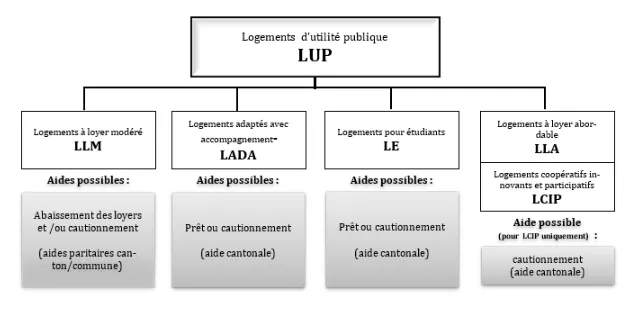 Logements d'utilité publique
LUP
Logements à loyer modéré
LLM
Aides possibles :
Abaissement des loyers
et /ou cautionnement
(aides paritaires can-
ton/commune)
Logements adaptés avec
accompagnement-
LADA
Aides possibles :
Prêt ou cautionnement
(aide cantonale)
Logements pour étudiants
LE
Aides possibles :
Prêt ou cautionnement
(aide cantonale)
Logements à loyer abor-
dable
LLA
Logements coopératifs in-
novants et participatifs
LCIP
Aide possible
(pour LCIP uniquement) :
cautionnement
(aide cantonale)